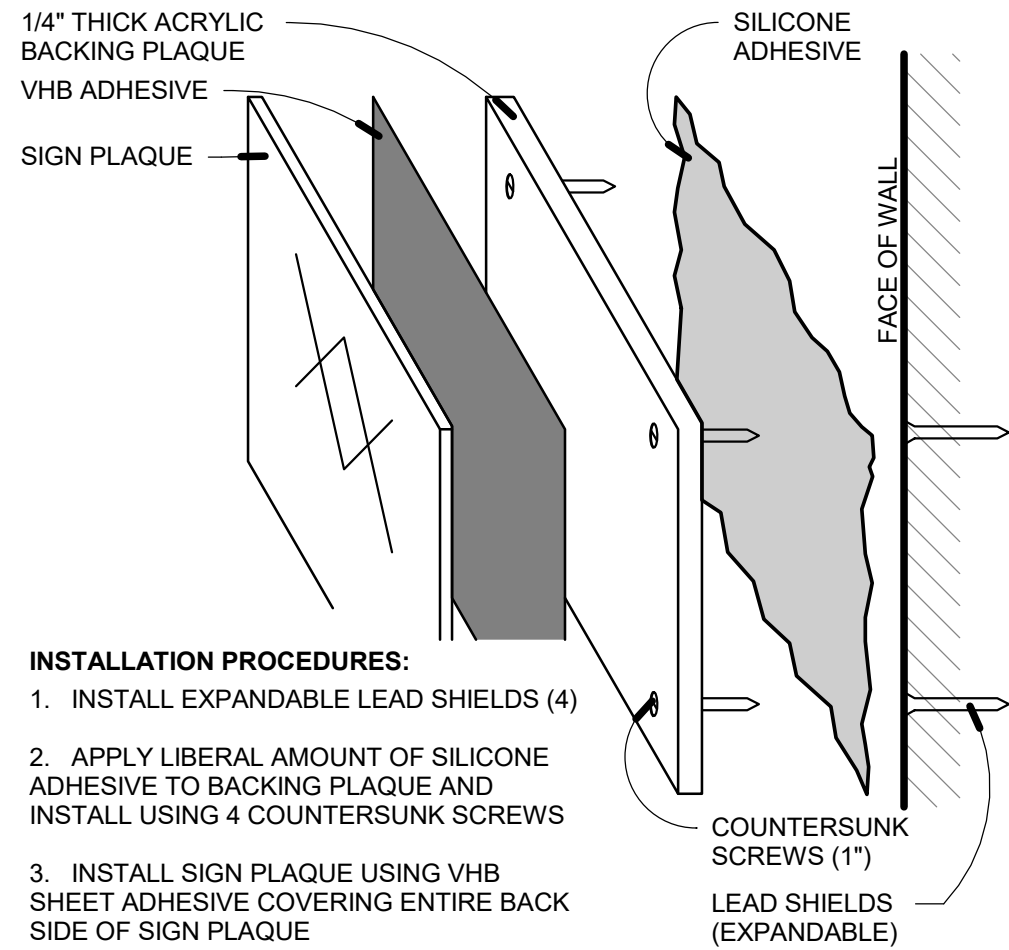 1/4" THICK ACRYLIC
BACKING PLAQUE
VHB ADHESIVE
SIGN PLAQUE
SILICONE
ADHESIVE
FACE OF WALL
INSTALLATION PROCEDURES:
1. INSTALL EXPANDABLE LEAD SHIELDS (4)
2. APPLY LIBERAL AMOUNT OF SILICONE
ADHESIVE TO BACKING PLAQUE AND
INSTALL USING 4 COUNTERSUNK SCREWS
3. INSTALL SIGN PLAQUE USING VHB
SHEET ADHESIVE COVERING ENTIRE BACK
SIDE OF SIGN PLAQUE
COUNTERSUNK
SCREWS (1")
LEAD SHIELDS
(EXPANDABLE)